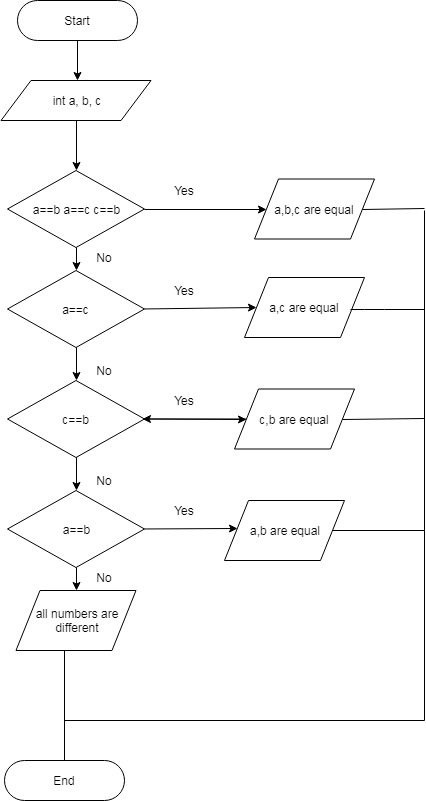 Start
int a, b, c
Yes
a==b a==c c==b
a,b,c are equal
No
Yes
a==c
a,c are equal
No
Yes
c==b
c,b are equal
No
Yes
a==b
a,b are equal
No
all numbers are
different
End